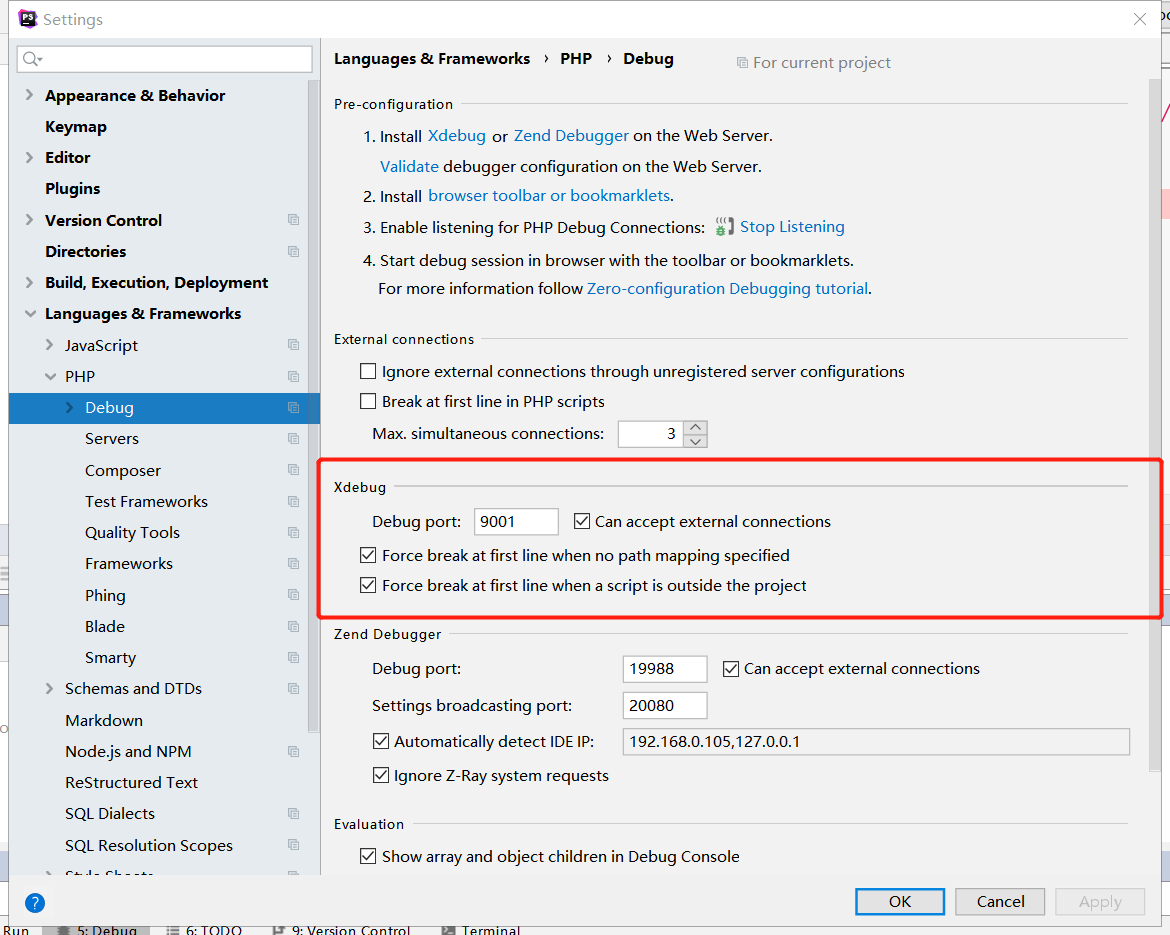 PS Settings
Appearance & Behavior
Keymap
Editor
Plugins
Version Control
Directories
Build, Execution, Deployment
Languages & Frameworks
JavaScript
PHP
Debug
Servers
Composer
Test Frameworks
Quality Tools
Frameworks
Phing
Blade
Smarty
Schemas and DTDs
Markdown
Node.js and NPM
ReStructured Text
SQL Dialects
SQL Resolution Scopes
Style Sheets
Languages & Frameworks › PHP › Debug For current project
Pre-configuration
1. Install Xdebug or Zend Debugger on the Web Server.
Validate debugger configuration on the Web Server.
2. Install browser toolbar or bookmarklets.
3. Enable listening for PHP Debug Connections: Stop Listening
4. Start debug session in browser with the toolbar or bookmarklets.
For more information follow Zero-configuration Debugging tutorial.
External connections
Ignore external connections through unregistered server configurations
Break at first line in PHP scripts
Max. simultaneous connections: 3
Xdebug
Debug port: 9001 Can accept external connections
Force break at first line when no path mapping specified
Force break at first line when a script is outside the project
Zend Debugger
Debug port: 19988 Can accept external connections
Settings broadcasting port: 20080
Automatically detect IDE IP: 192.168.0.105,127.0.0.1
Ignore Z-Ray system requests
Evaluation
Show array and object children in Debug Console
? OK Cancel Apply
Run 5: Debug 6: TODO 9: Version Control Terminal